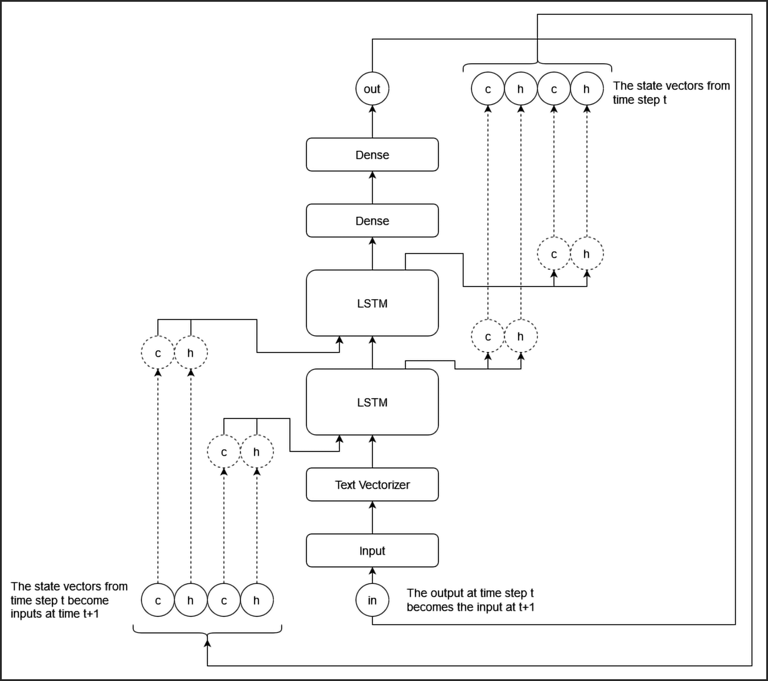 out
c h c h
The state vectors from
time step t
Dense
Dense
c h
LSTM
c h
c h
LSTM
c h
Text Vectorizer
Input
The state vectors from
time step t become
inputs at time t+1
c h c h
in
The output at time step t
becomes the input at t+1